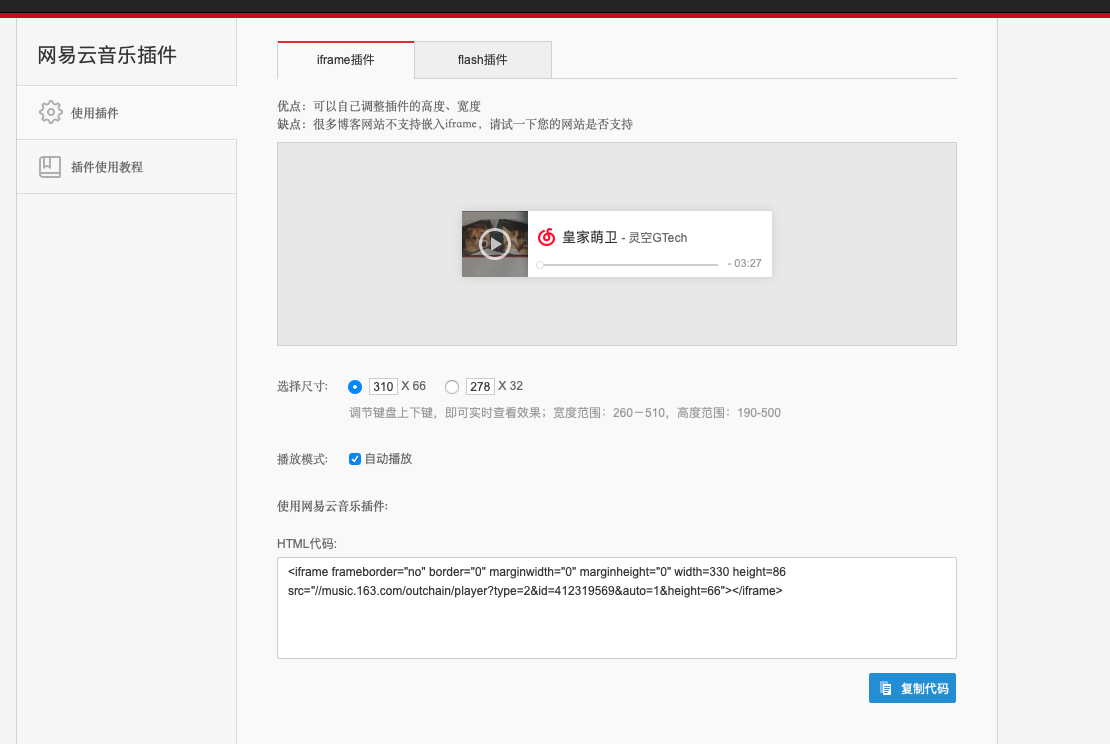 网易云音乐插件
使用插件
插件使用教程
iframe插件
flash插件
优点：可以自己调整插件的高度、宽度
缺点：很多博客网站不支持嵌入iframe，请试一下您的网站是否支持
皇家萌卫 - 灵空GTech
- 03:27
选择尺寸: 310 X 66 278 X 32
调节键盘上下键，即可实时查看效果；宽度范围：260－510，高度范围：190-500
播放模式: 自动播放
使用网易云音乐插件:
HTML代码:
<iframe frameborder="no" border="0" marginwidth="0" marginheight="0" width=330 height=86
src="//music.163.com/outchain/player?type=2&id=412319569&auto=1&height=66"></iframe>
复制代码